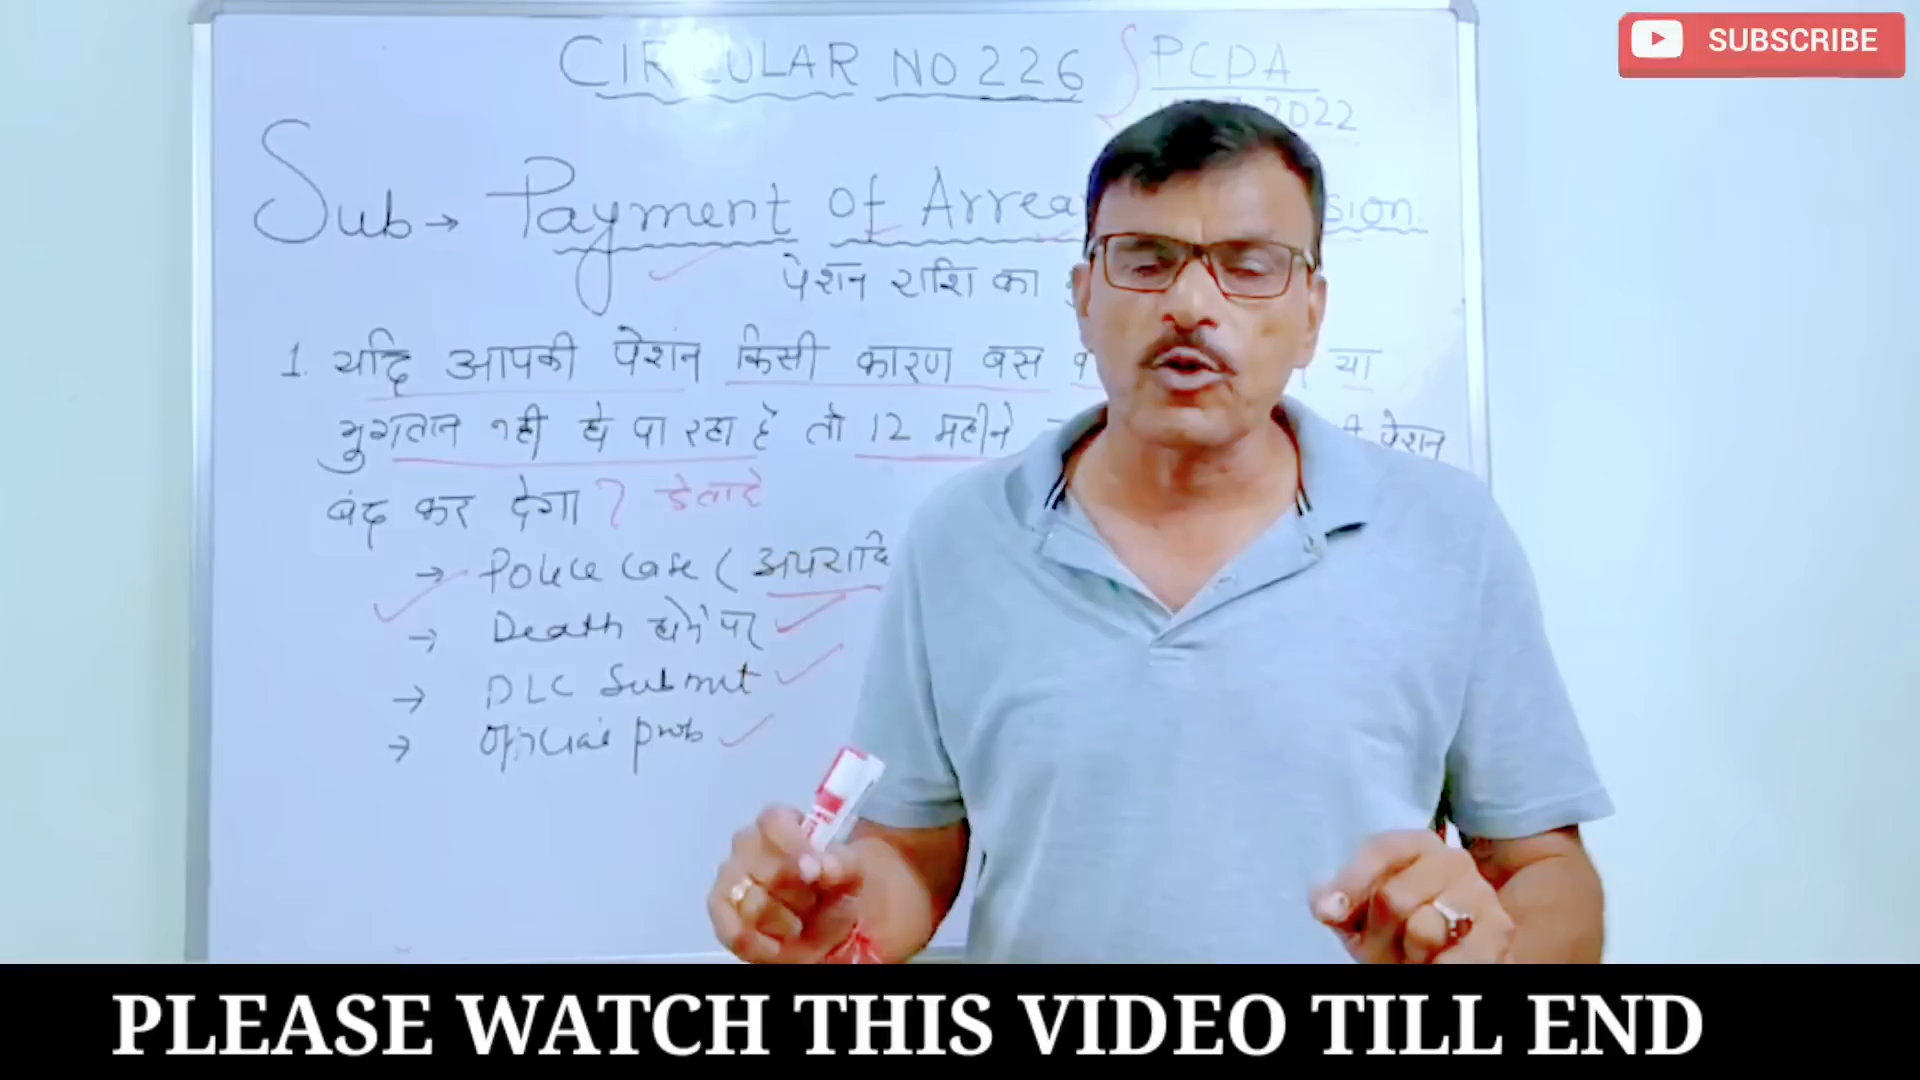 SUBSCRIBE
CIRCULAR NO 226 { PCDA
2022
Sub → Payment of Arrea sion
पेशन राशि का
1. यदि आपकी पेशंन किसी कारण बस या
भुगतान नही हो पा रहा है तो 12 महीने पेशन
बंद कर देगा ?
→ Police Case (अपराधि
→ Death होने पर
→ DLC Submit
→ Official prob
PLEASE WATCH THIS VIDEO TILL END